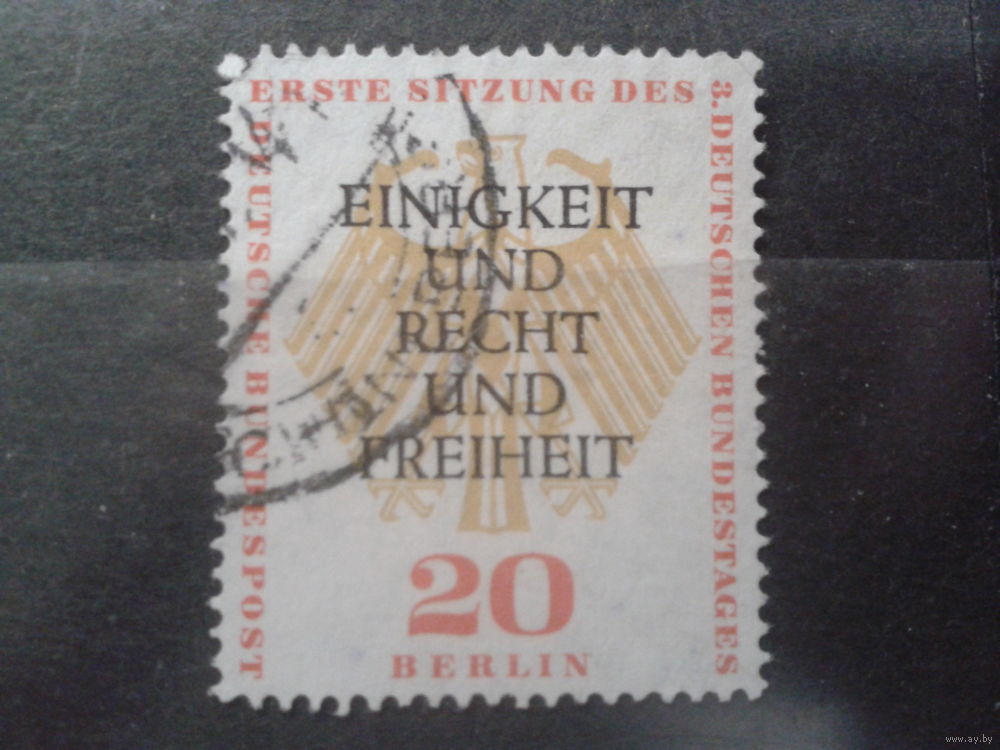 ERSTE SITZUNG DES
3. DEUTSCHEN BUNDESTAGES
DEUTSCHE BUNDESPOST
EINIGKEIT
UND
RECHT
UND
FREIHEIT
20
BERLIN
www.ay.by